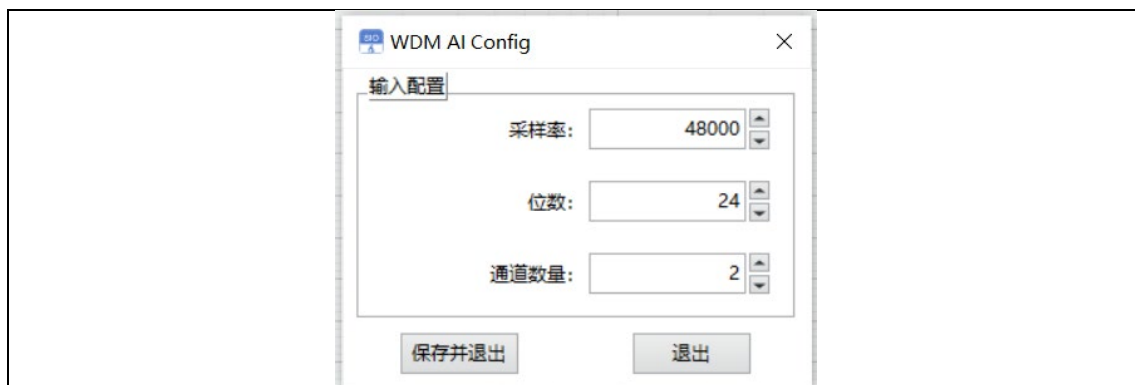 SIO
WDM AI Config
输入配置
采样率: 48000
位数: 24
通道数量: 2
保存并退出 退出